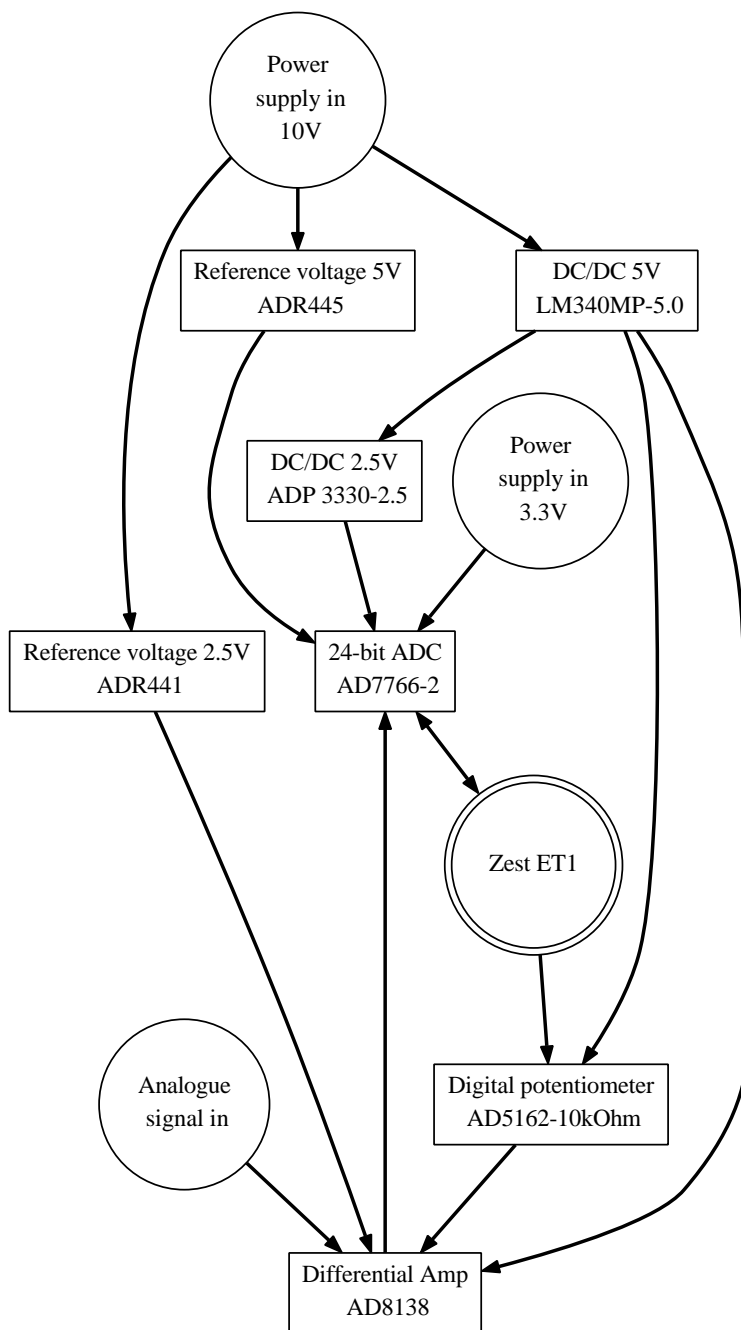 Power
supply in
10V
Reference voltage 5V
ADR445
DC/DC 5V
LM340MP-5.0
DC/DC 2.5V
ADP 3330-2.5
Power
supply in
3.3V
Reference voltage 2.5V
ADR441
24-bit ADC
AD7766-2
Zest ET1
Analogue
signal in
Digital potentiometer
AD5162-10kOhm
Differential Amp
AD8138